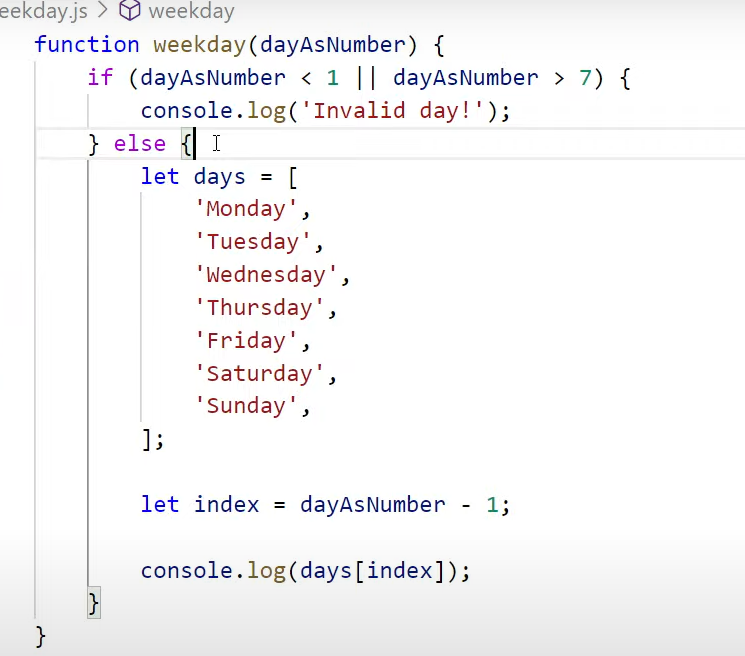 eekday.js > weekday
function weekday(dayAsNumber) {
    if (dayAsNumber < 1 || dayAsNumber > 7) {
        console.log('Invalid day!');
    } else {
        let days = [
            'Monday',
            'Tuesday',
            'Wednesday',
            'Thursday',
            'Friday',
            'Saturday',
            'Sunday',
        ];

        let index = dayAsNumber - 1;

        console.log(days[index]);
    }
}